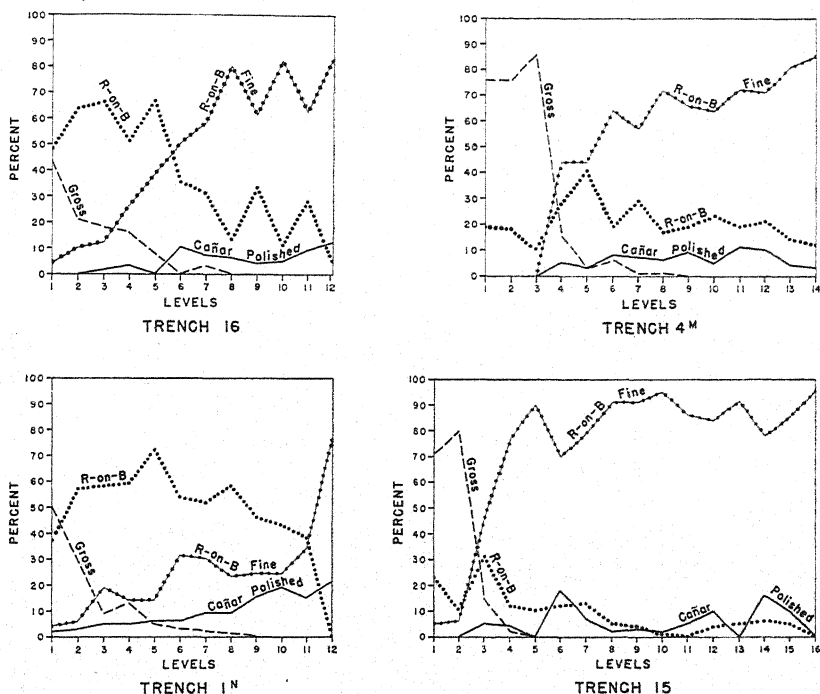 100
90
80
70
60
50
40
30
20
10
0
PERCENT
R-on-B
Gross
R-on-B Fine
Cañar Polished
1 2 3 4 5 6 7 8 9 10 11 12
LEVELS
TRENCH 16
100
90
80
70
60
50
40
30
20
10
0
PERCENT
Gross
R-on-B Fine
R-on-B
Cañar Polished
1 2 3 4 5 6 7 8 9 10 11 12 13 14
LEVELS
TRENCH 4ᴹ
100
90
80
70
60
50
40
30
20
10
0
PERCENT
R-on-B
Gross
R-on-B Fine
Cañar Polished
1 2 3 4 5 6 7 8 9 10 11 12
LEVELS
TRENCH 1ᴺ
100
90
80
70
60
50
40
30
20
10
0
PERCENT
Gross
R-on-B
R-on-B Fine
Cañar Polished
1 2 3 4 5 6 7 8 9 10 11 12 13 14 15 16
LEVELS
TRENCH 15